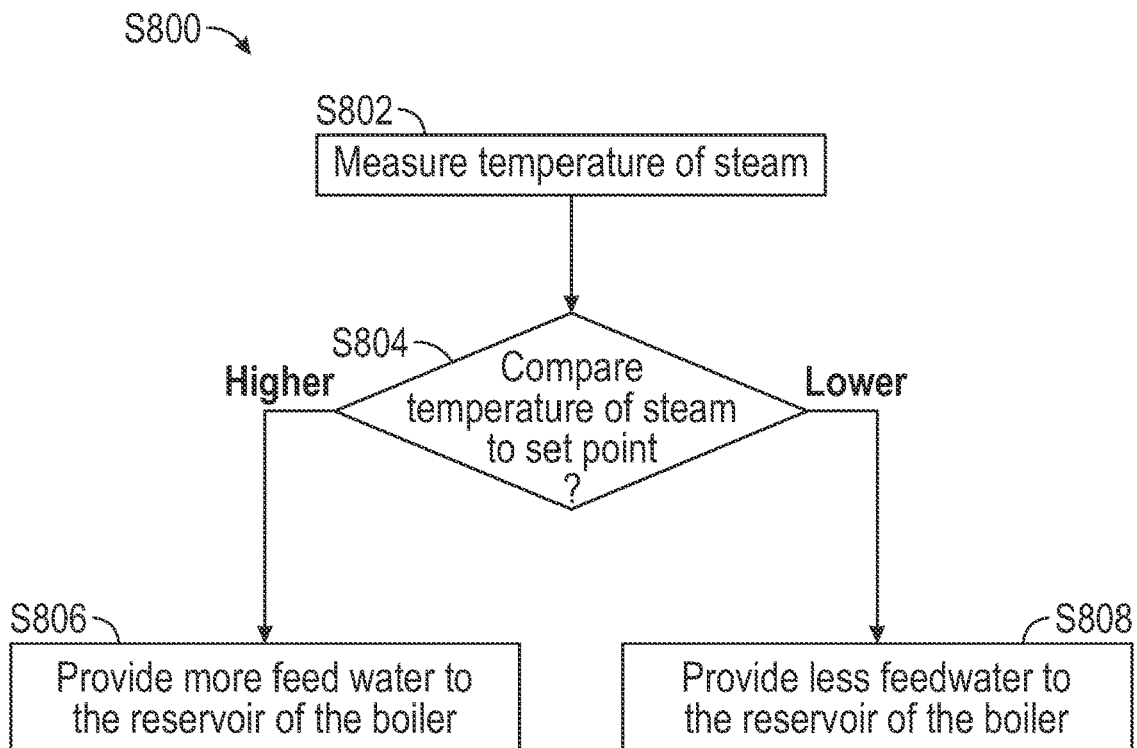 S800
S802
Measure temperature of steam
S804
Higher
Compare
temperature of steam
to set point
?
Lower
S806
Provide more feed water to
the reservoir of the boiler
S808
Provide less feedwater to
the reservoir of the boiler